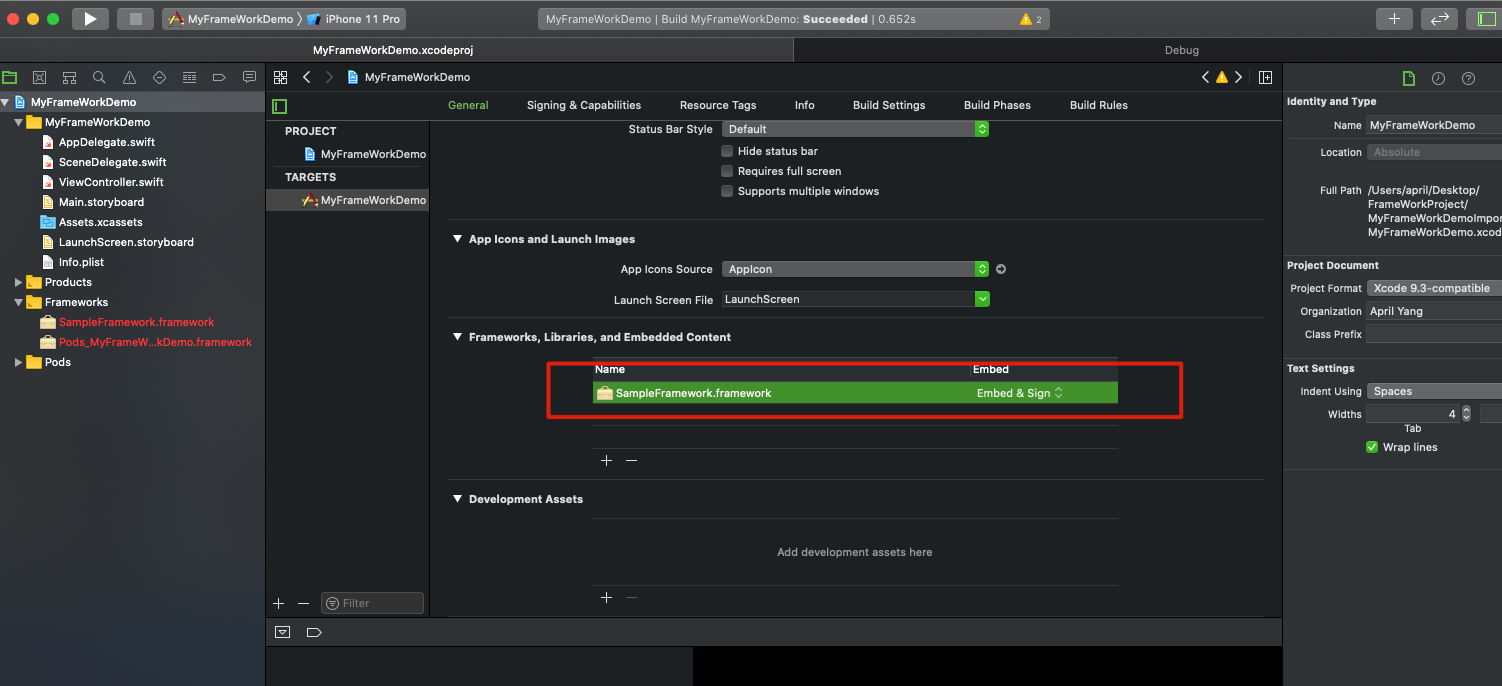 MyFrameWorkDemo
iPhone 11 Pro
MyFrameWorkDemo | Build MyFrameWorkDemo: Succeeded | 0.652s
2
MyFrameWorkDemo.xcodeproj
Debug
MyFrameWorkDemo
MyFrameWorkDemo
MyFrameWorkDemo
AppDelegate.swift
SceneDelegate.swift
ViewController.swift
Main.storyboard
Assets.xcassets
LaunchScreen.storyboard
Info.plist
Products
Frameworks
SampleFramework.framework
Pods_MyFrameW...kDemo.framework
Pods
General
Signing & Capabilities
Resource Tags
Info
Build Settings
Build Phases
Build Rules
PROJECT
MyFrameWorkDemo
TARGETS
MyFrameWorkDemo
Filter
Status Bar Style
Default
Hide status bar
Requires full screen
Supports multiple windows
App Icons and Launch Images
App Icons Source
AppIcon
Launch Screen File
LaunchScreen
Frameworks, Libraries, and Embedded Content
Name
Embed
SampleFramework.framework
Embed & Sign
Development Assets
Add development assets here
Identity and Type
Name
MyFrameWorkDemo
Location
Absolute
Full Path
/Users/april/Desktop/
FrameWorkProject/
MyFrameWorkDemoImpor
MyFrameWorkDemo.xcod
Project Document
Project Format
Xcode 9.3-compatible
Organization
April Yang
Class Prefix
Text Settings
Indent Using
Spaces
Widths
4
Tab
Wrap lines